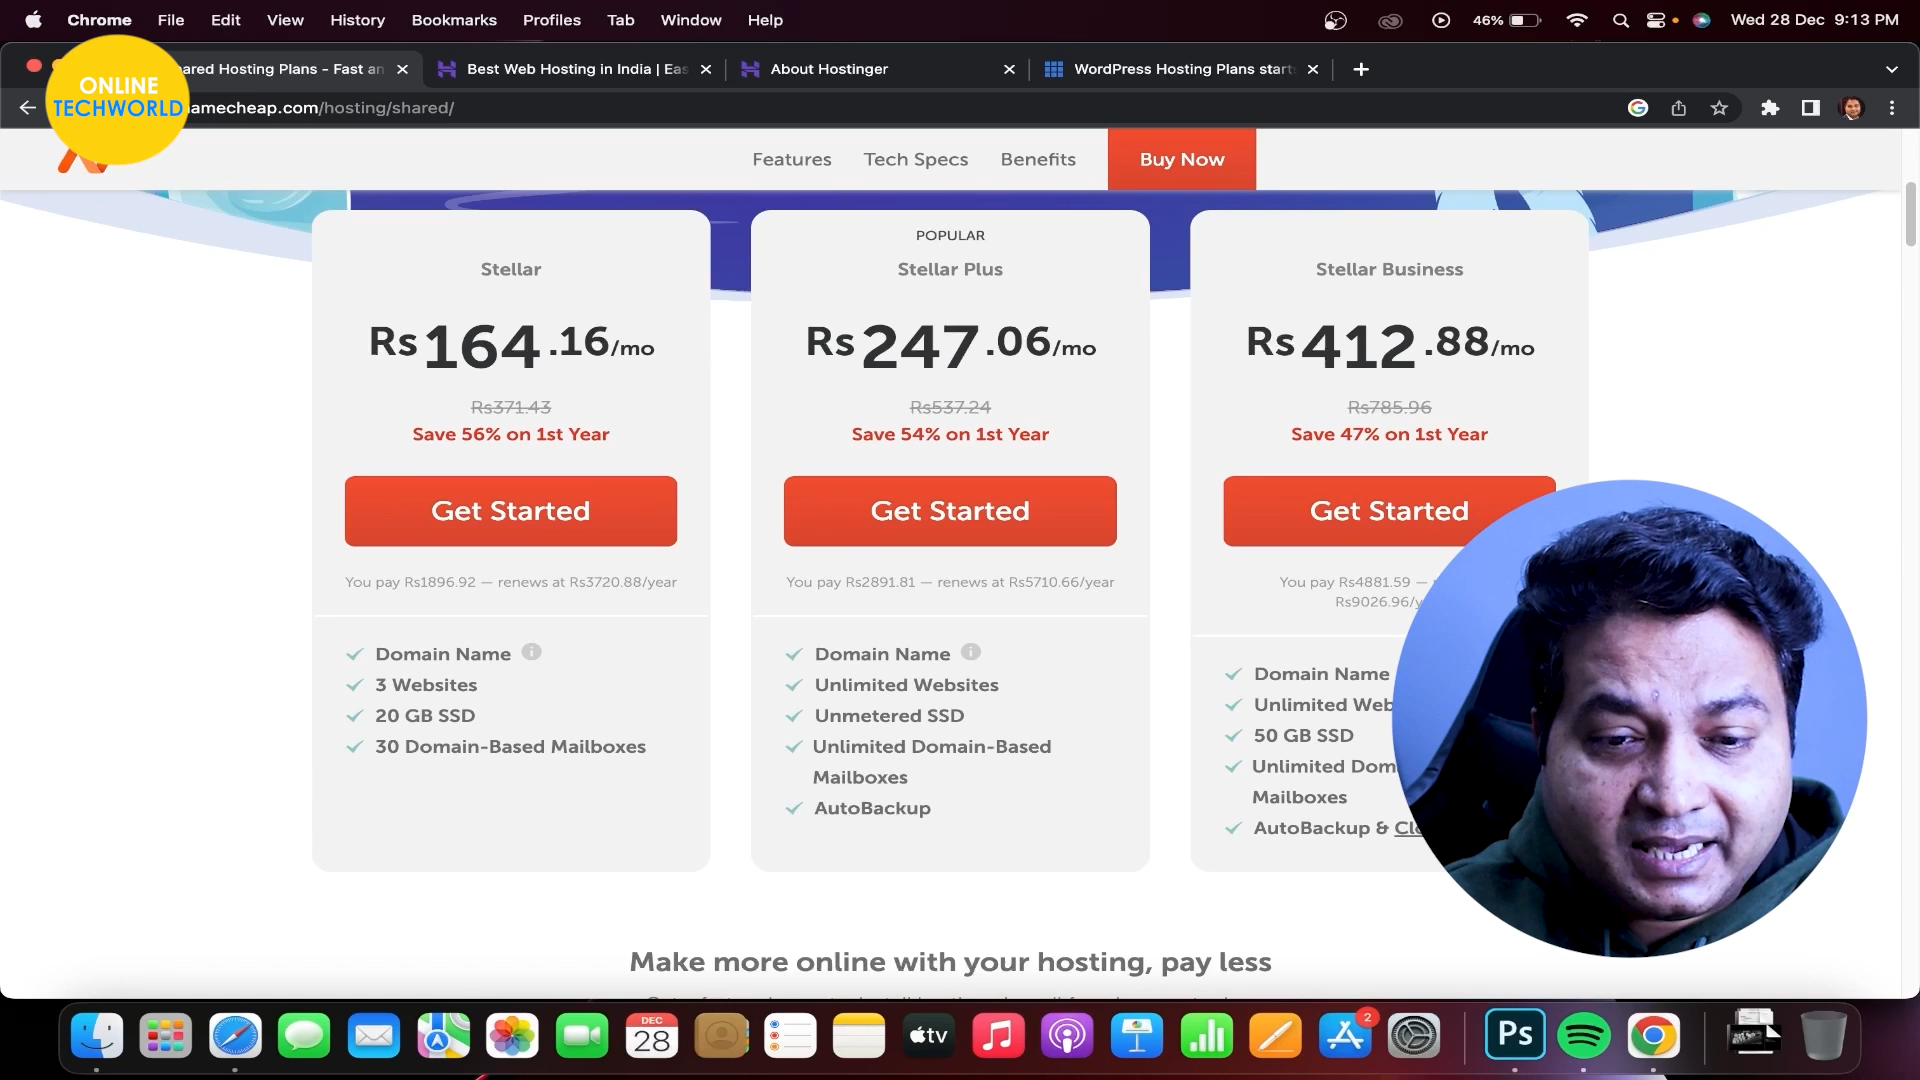 Chrome File Edit View History Bookmarks Profiles Tab Window Help
46% Wed 28 Dec 9:13 PM
ONLINE
TECHWORLD
ared Hosting Plans - Fast an
Best Web Hosting in India | Eas
About Hostinger
WordPress Hosting Plans start
amecheap.com/hosting/shared/
Features Tech Specs Benefits Buy Now
Stellar
Rs164.16/mo
Rs371.43
Save 56% on 1st Year
Get Started
You pay Rs1896.92 — renews at Rs3720.88/year
Domain Name
3 Websites
20 GB SSD
30 Domain-Based Mailboxes
POPULAR
Stellar Plus
Rs247.06/mo
Rs537.24
Save 54% on 1st Year
Get Started
You pay Rs2891.81 — renews at Rs5710.66/year
Domain Name
Unlimited Websites
Unmetered SSD
Unlimited Domain-Based
Mailboxes
AutoBackup
Stellar Business
Rs412.88/mo
Rs785.96
Save 47% on 1st Year
Get Started
You pay Rs4881.59 —
Rs9026.96/y
Domain Name
Unlimited Web
50 GB SSD
Unlimited Dom
Mailboxes
AutoBackup & Cl
Make more online with your hosting, pay less
DEC
28
tv
2
Ps